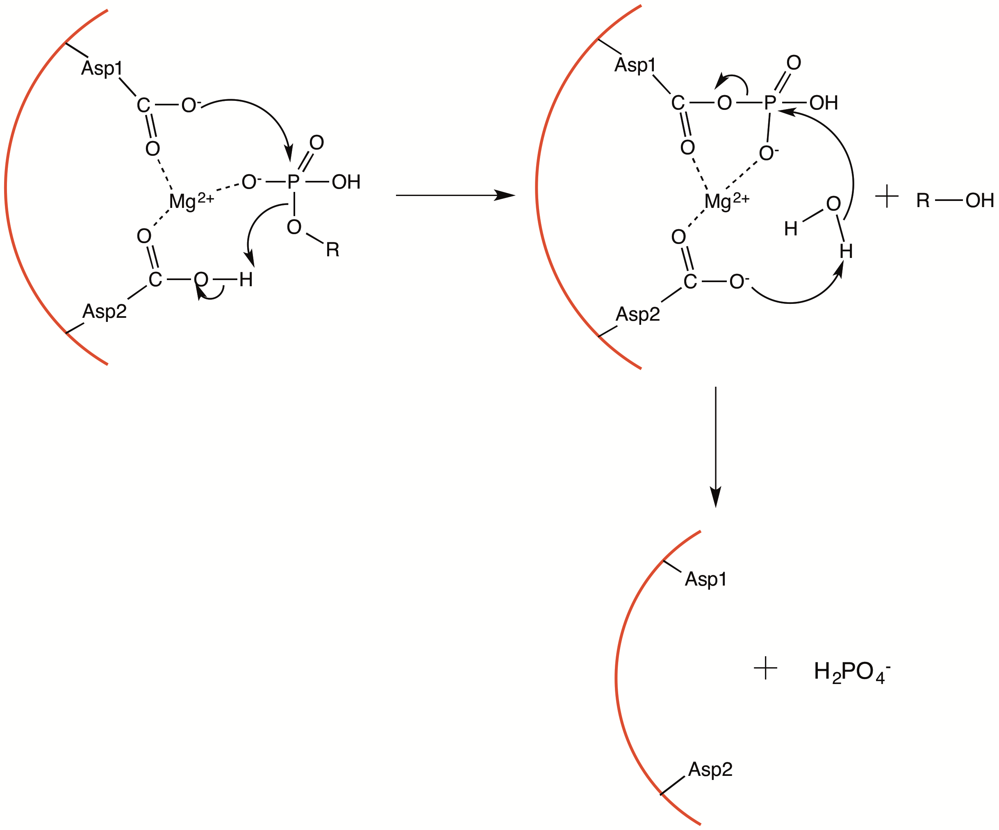 Asp1
C O-
O
O
Mg2+ O- P OH
O
O
R
C O H
Asp2
Asp1
O
C O P OH
O
O-
Mg2+
O
H
H
O
C O-
Asp2
R OH
Asp1
H2PO4-
Asp2